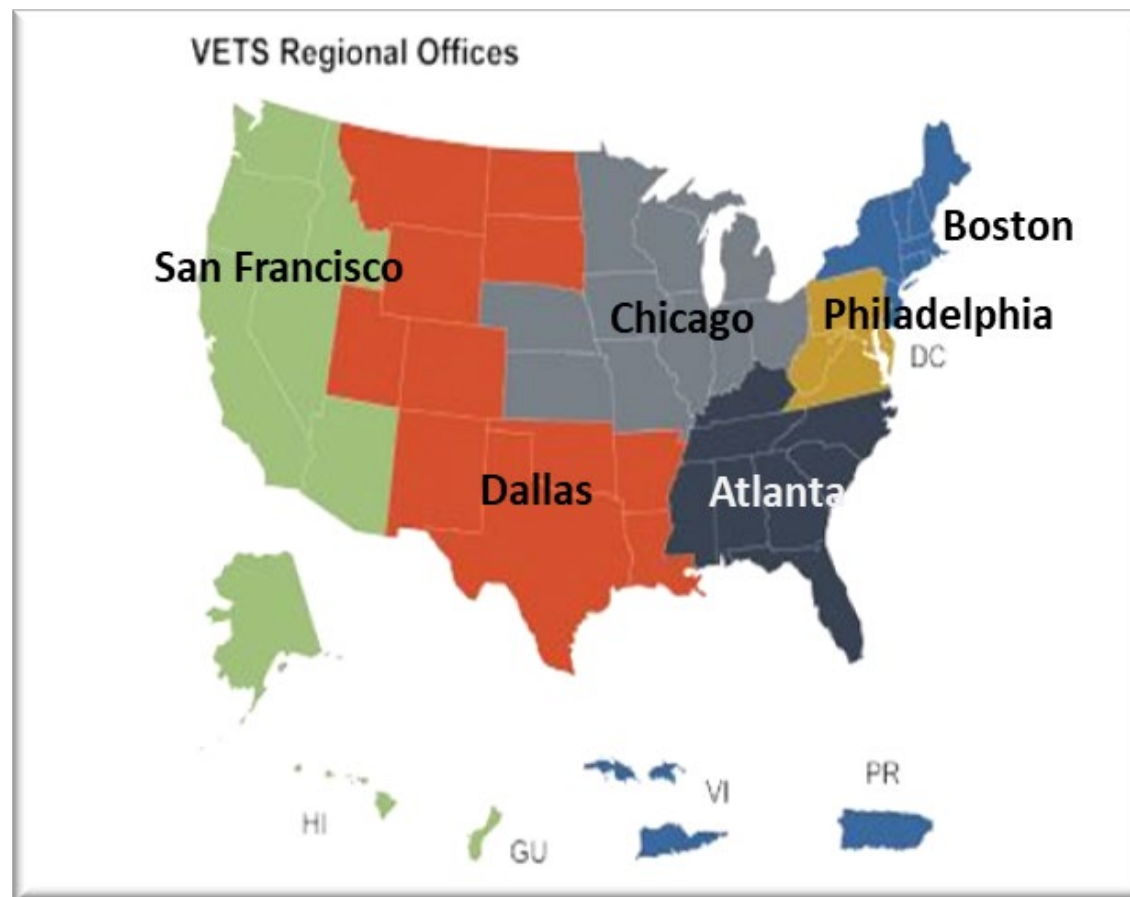 VETS Regional Offices
Boston
San Francisco
Chicago
Philadelphia
DC
Dallas
Atlanta
PR
VI
HI
GU